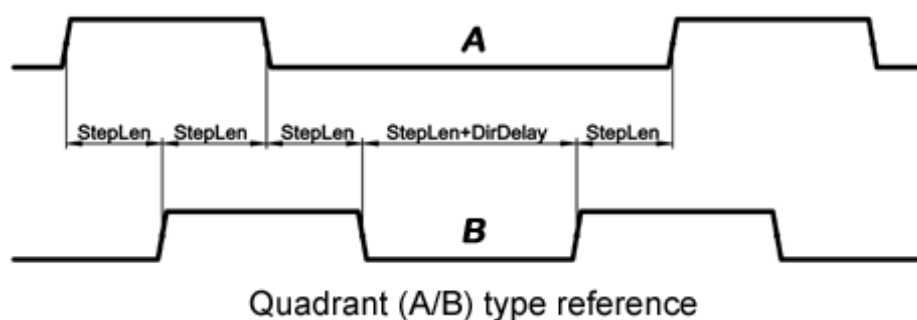 A
StepLen StepLen StepLen StepLen+DirDelay StepLen
B
Quadrant (A/B) type reference